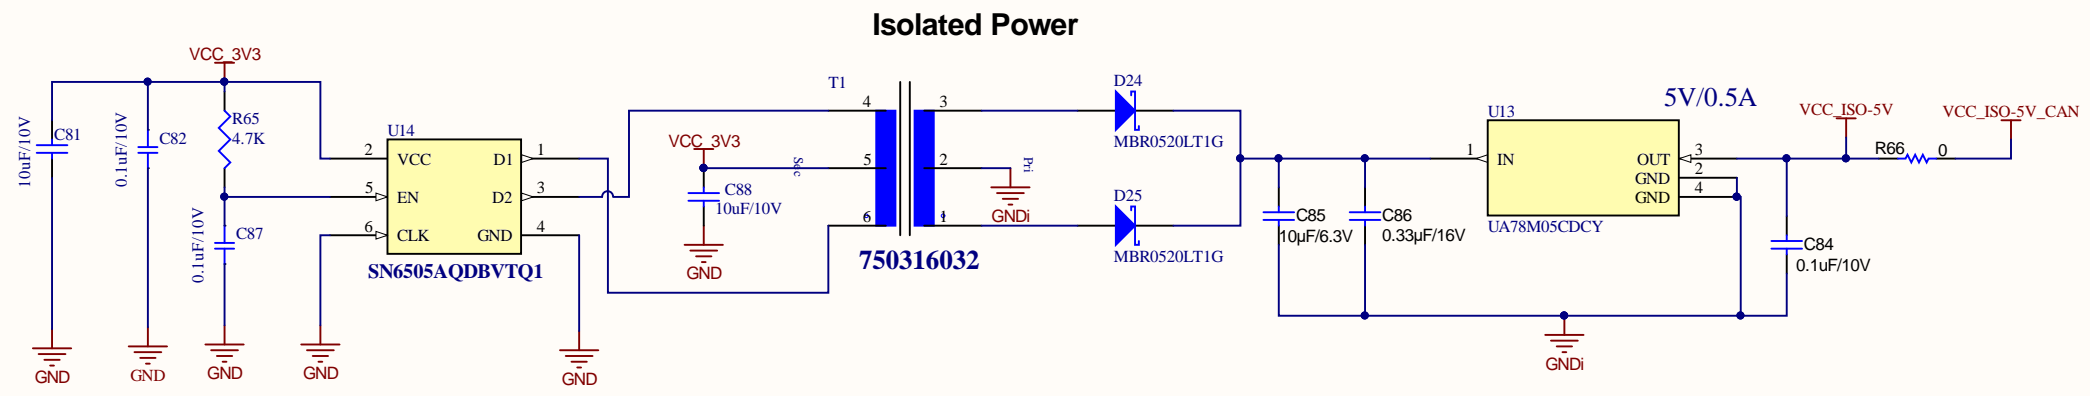 Isolated Power
VCC_3V3
10uF/10V
C81
0.1uF/10V
C82
R65
4.7K
0.1uF/10V
C87
GND
GND
GND
GND
U14
2
VCC
D1
1
5
EN
D2
3
6
CLK
GND
4
SN6505AQDBVTQ1
GND
VCC_3V3
C88
10uF/10V
GND
T1
4
5
6
Sec
3
2
1
Pri
750316032
GNDi
D24
MBR0520LT1G
D25
MBR0520LT1G
C85
10µF/6.3V
C86
0.33µF/16V
U13
5V/0.5A
1
IN
OUT
3
GND
2
GND
4
UA78M05CDCY
VCC_ISO-5V
VCC_ISO-5V_CAN
R66
0
C84
0.1uF/10V
GNDi